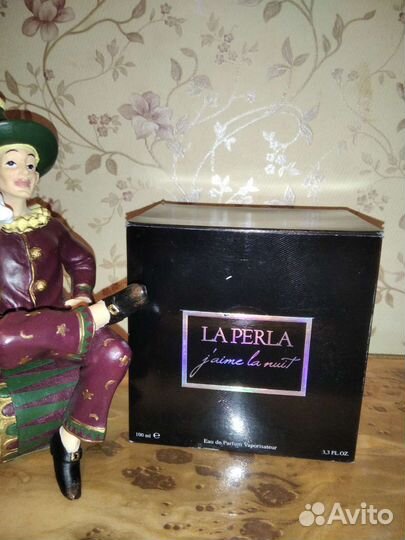 LA PERLA
j'aime la nuit
100 ml ℮
Eau de Parfum Vaporisateur
3.3 FL.OZ.
Avito